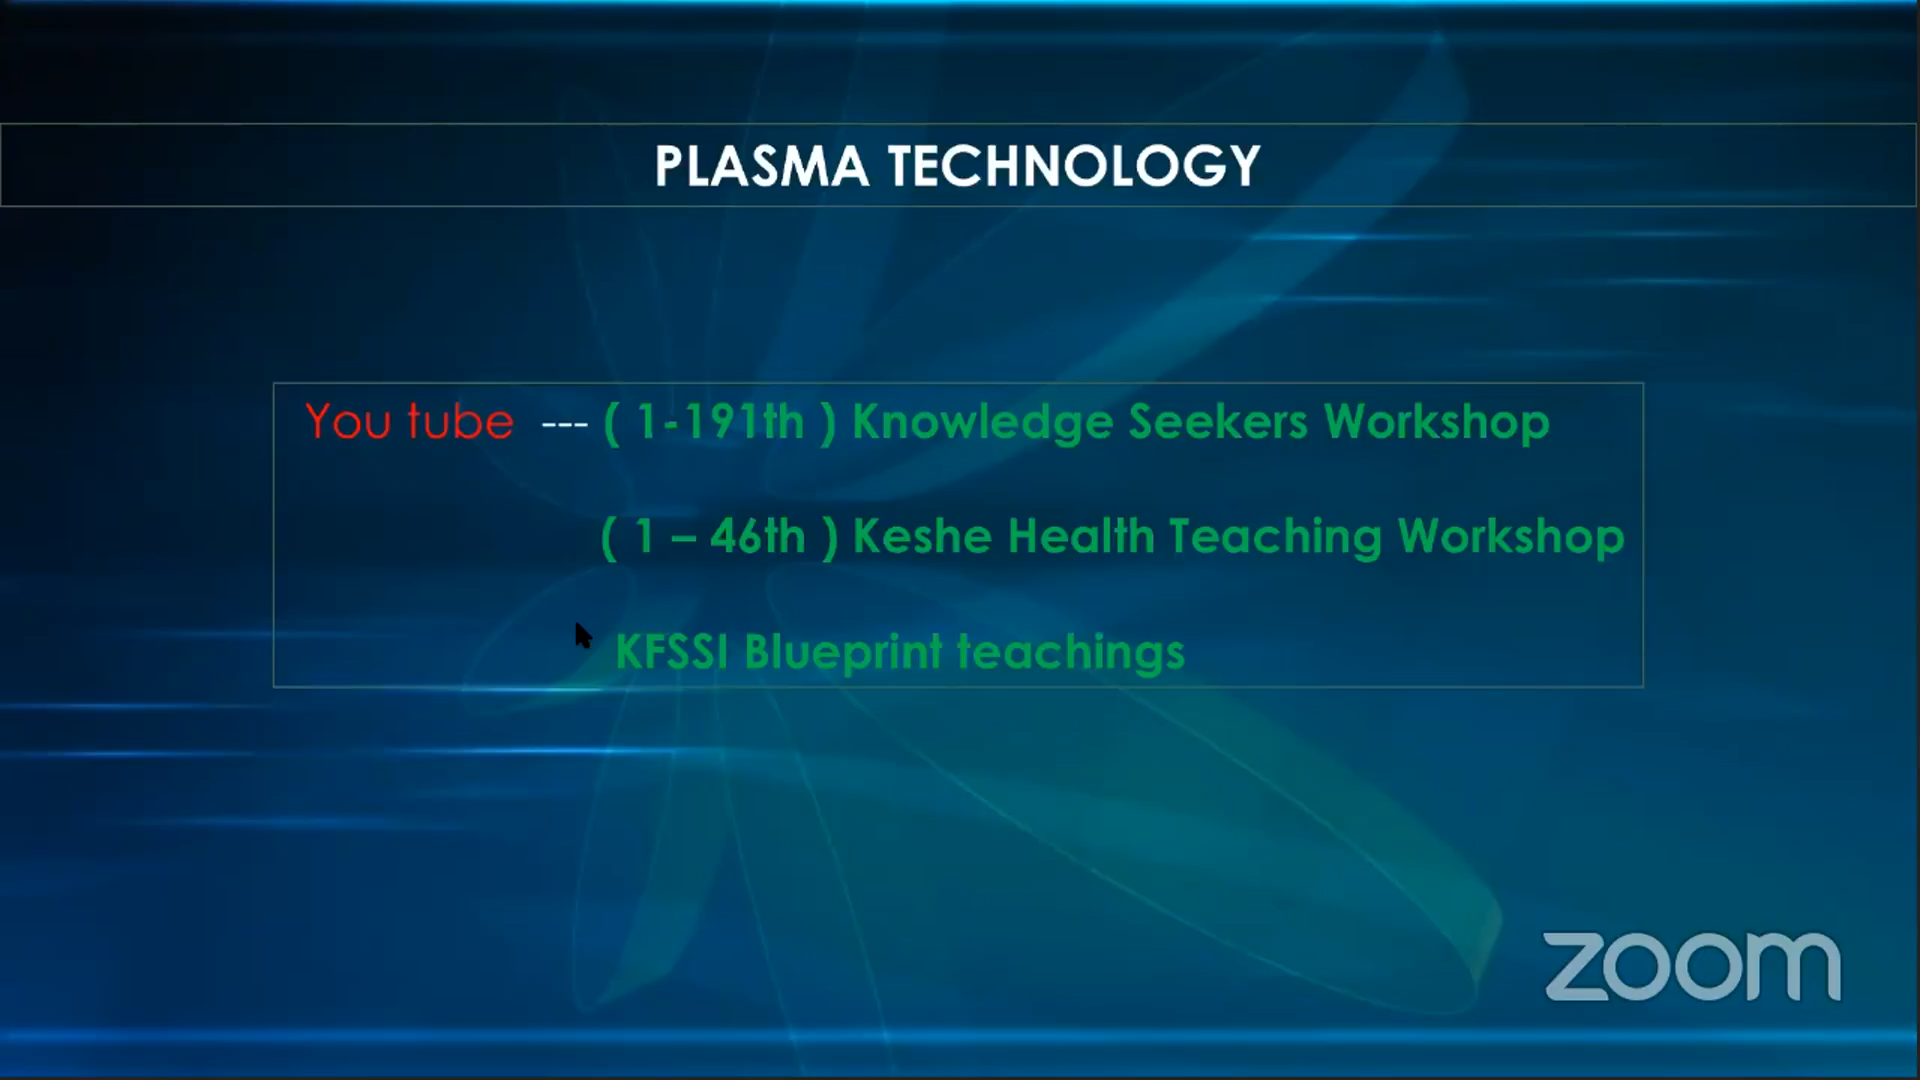 PLASMA TECHNOLOGY
You tube --- ( 1-191th ) Knowledge Seekers Workshop
( 1 – 46th ) Keshe Health Teaching Workshop
KFSSI Blueprint teachings
zoom